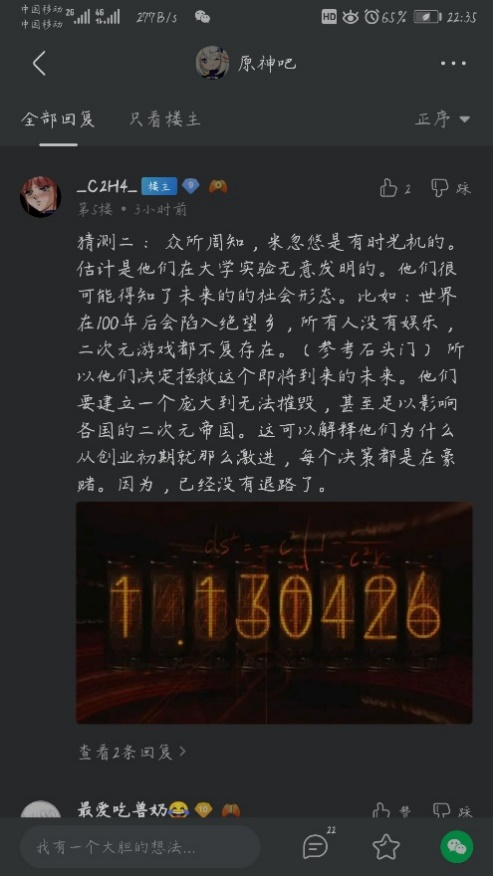 中国移动 2G 4G 277B/s HD 65% 22:35
中国移动
原神吧
全部回复 只看楼主 正序
_C2H4_ 楼主 9
2 踩
第5楼 • 3小时前
猜测二： 众所周知，米忽悠是有时光机的。
估计是他们在大学实验无意发明的。他们很
可能得知了未来的的社会形态。比如：世界
在100年后会陷入绝望乡，所有人没有娱乐，
二次元游戏都不复存在。（参考石头门） 所
以他们决定拯救这个即将到来的未来。他们
要建立一个庞大到无法摧毁，甚至足以影响
各国的二次元帝国。这可以解释他们为什么
从创业初期就那么激进，每个决策都是在豪
赌。因为，已经没有退路了。
1.130426
查看2条回复
最爱吃兽奶😂 10
赞 踩
我有一个大胆的想法...
22